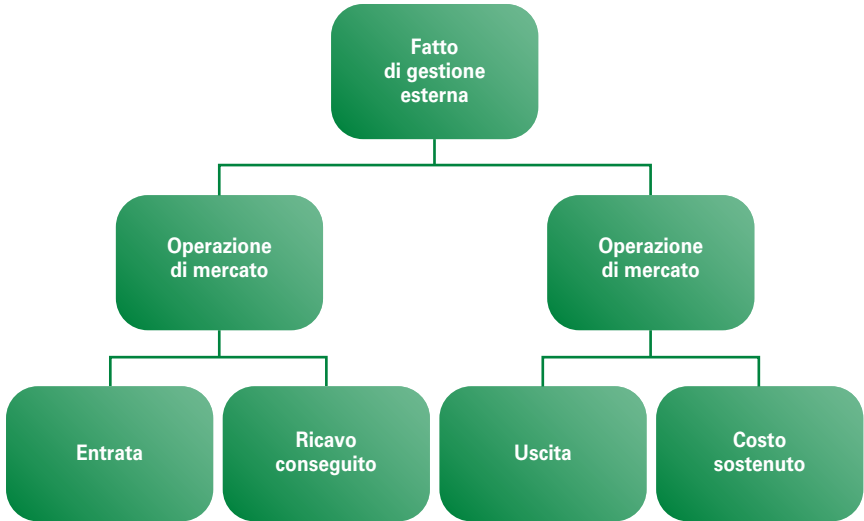 Fatto
di gestione
esterna
Operazione
di mercato
Operazione
di mercato
Entrata
Ricavo
conseguito
Uscita
Costo
sostenuto